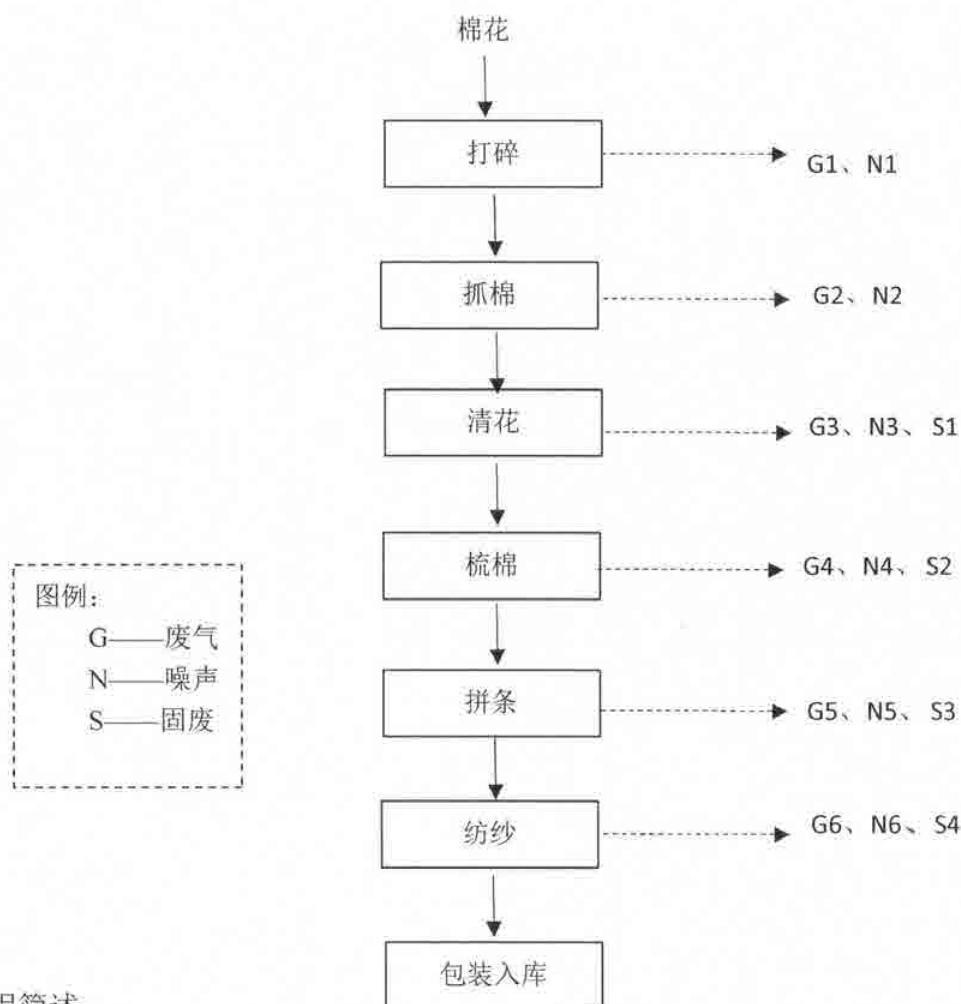 棉花
打碎
G1、N1
抓棉
G2、N2
清花
G3、N3、S1
梳棉
G4、N4、S2
图例：
G——废气
N——噪声
S——固废
拼条
G5、N5、S3
纺纱
G6、N6、S4
包装入库